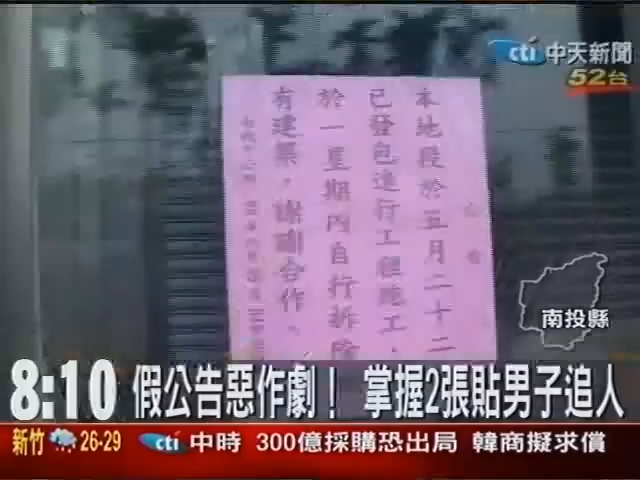 cti 中天新聞
52台
本地段於五月二十二
已發包進行工程施工，
於一星期內自行拆除
有建築，謝謝合作。
南投縣
8:10 假公告惡作劇！ 掌握2張貼男子追人
新竹 26-29 cti 中時 300億採購恐出局 韓商擬求償